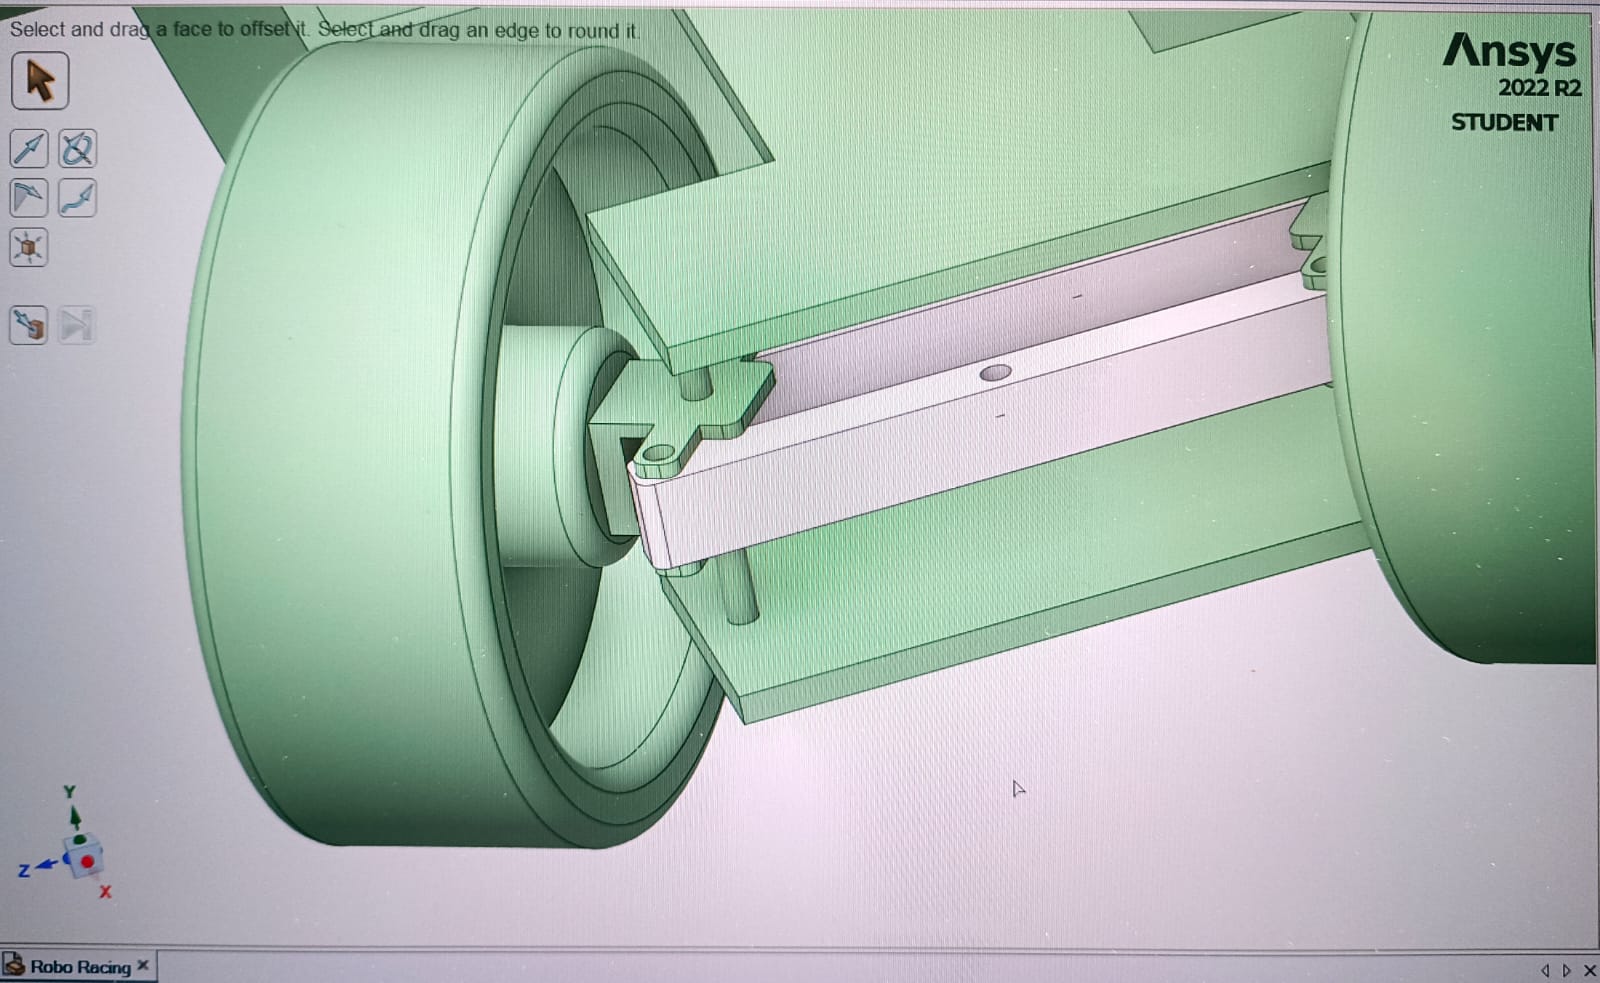 Select and drag a face to offset it. Select and drag an edge to round it.
Ansys
2022 R2
STUDENT
Y
Z
X
Robo Racing